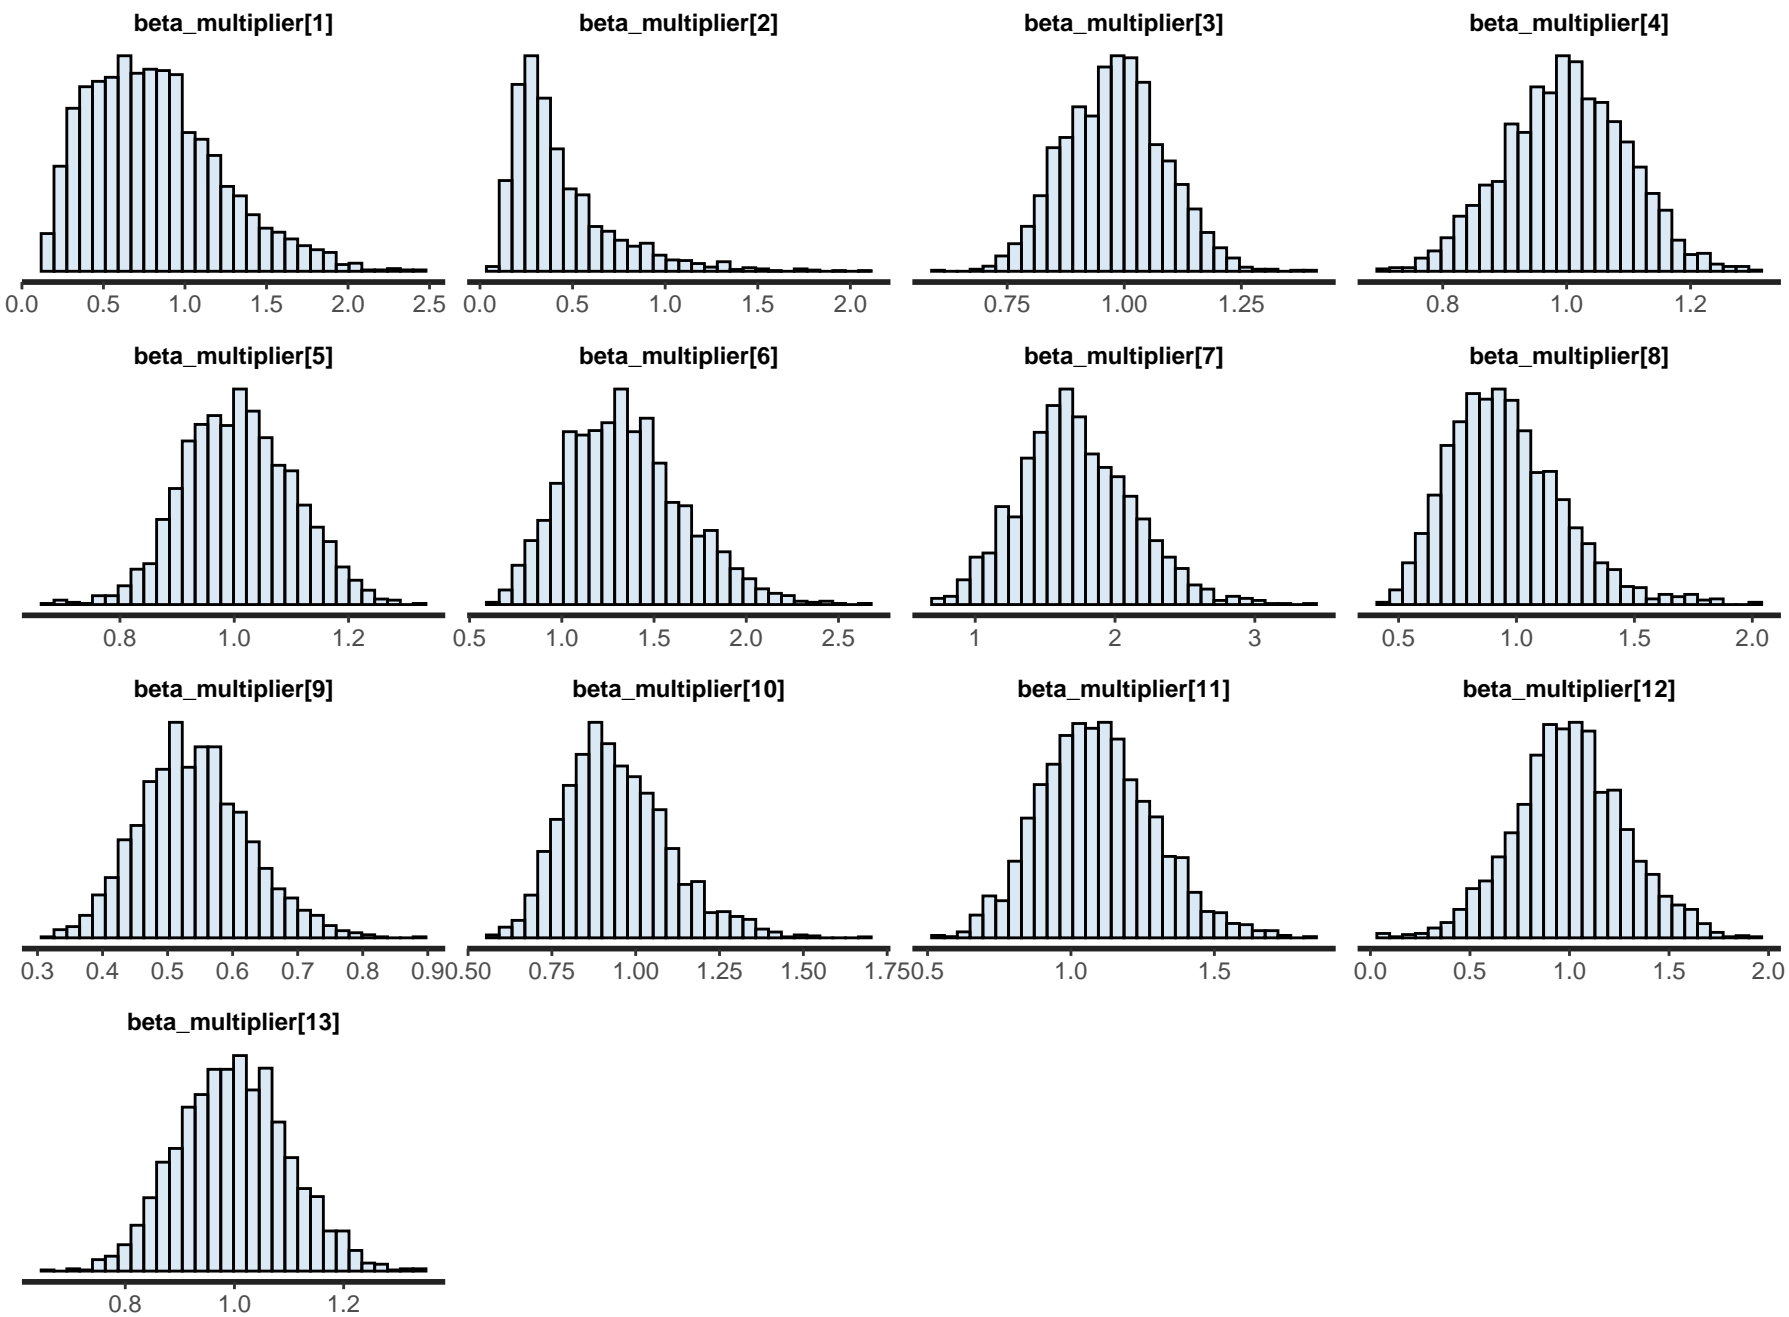 beta_multiplier[1] beta_multiplier[2] beta_multiplier[3] beta_multiplier[4]
0.0 0.5 1.0 1.5 2.0 2.5 0.0 0.5 1.0 1.5 2.0 0.75 1.00 1.25 0.8 1.0 1.2
beta_multiplier[5] beta_multiplier[6] beta_multiplier[7] beta_multiplier[8]
0.8 1.0 1.2 0.5 1.0 1.5 2.0 2.5 1 2 3 0.5 1.0 1.5 2.0
beta_multiplier[9] beta_multiplier[10] beta_multiplier[11] beta_multiplier[12]
0.3 0.4 0.5 0.6 0.7 0.8 0.9 0.50 0.75 1.00 1.25 1.50 1.75 0.5 1.0 1.5 0.0 0.5 1.0 1.5 2.0
beta_multiplier[13]
0.8 1.0 1.2